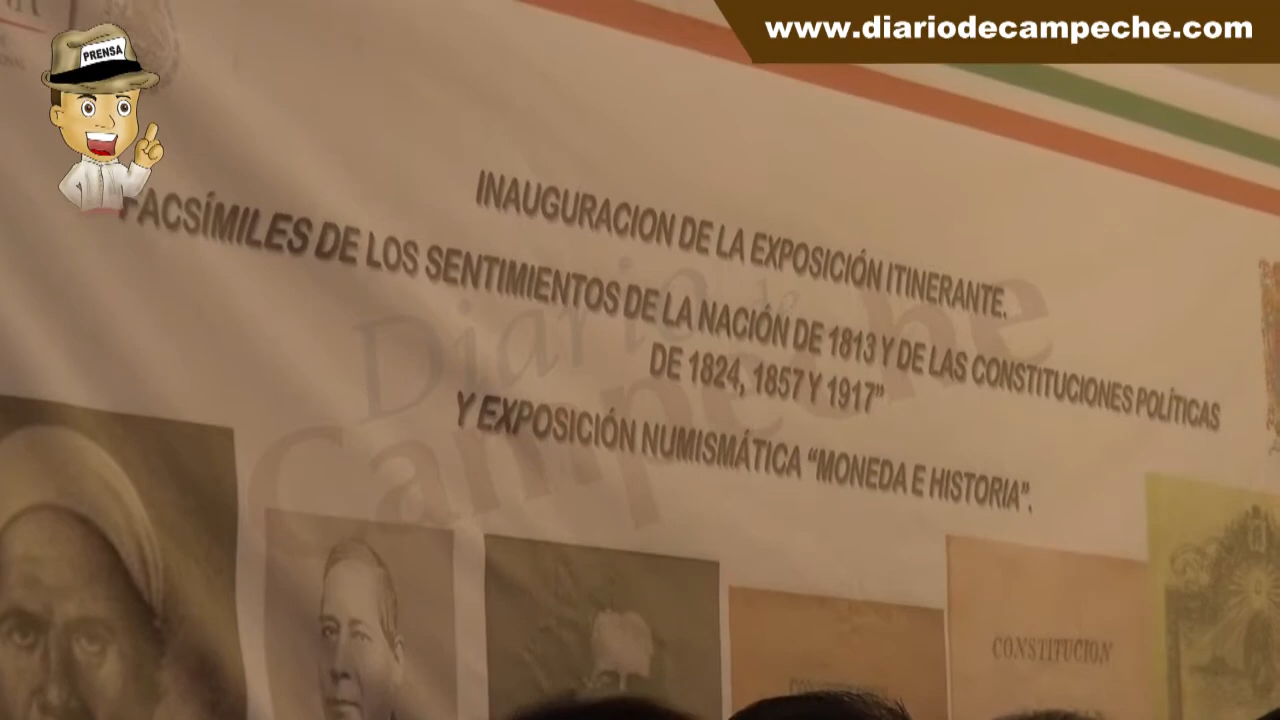 www.diariodecampeche.com
PRENSA
INAUGURACION DE LA EXPOSICIÓN ITINERANTE.
FACSÍMILES DE LOS SENTIMIENTOS DE LA NACIÓN DE 1813 Y DE LAS CONSTITUCIONES POLÍTICAS
DE 1824, 1857 Y 1917”
Y EXPOSICIÓN NUMISMÁTICA “MONEDA E HISTORIA”.
Diario de
Campeche
CONSTITUCION